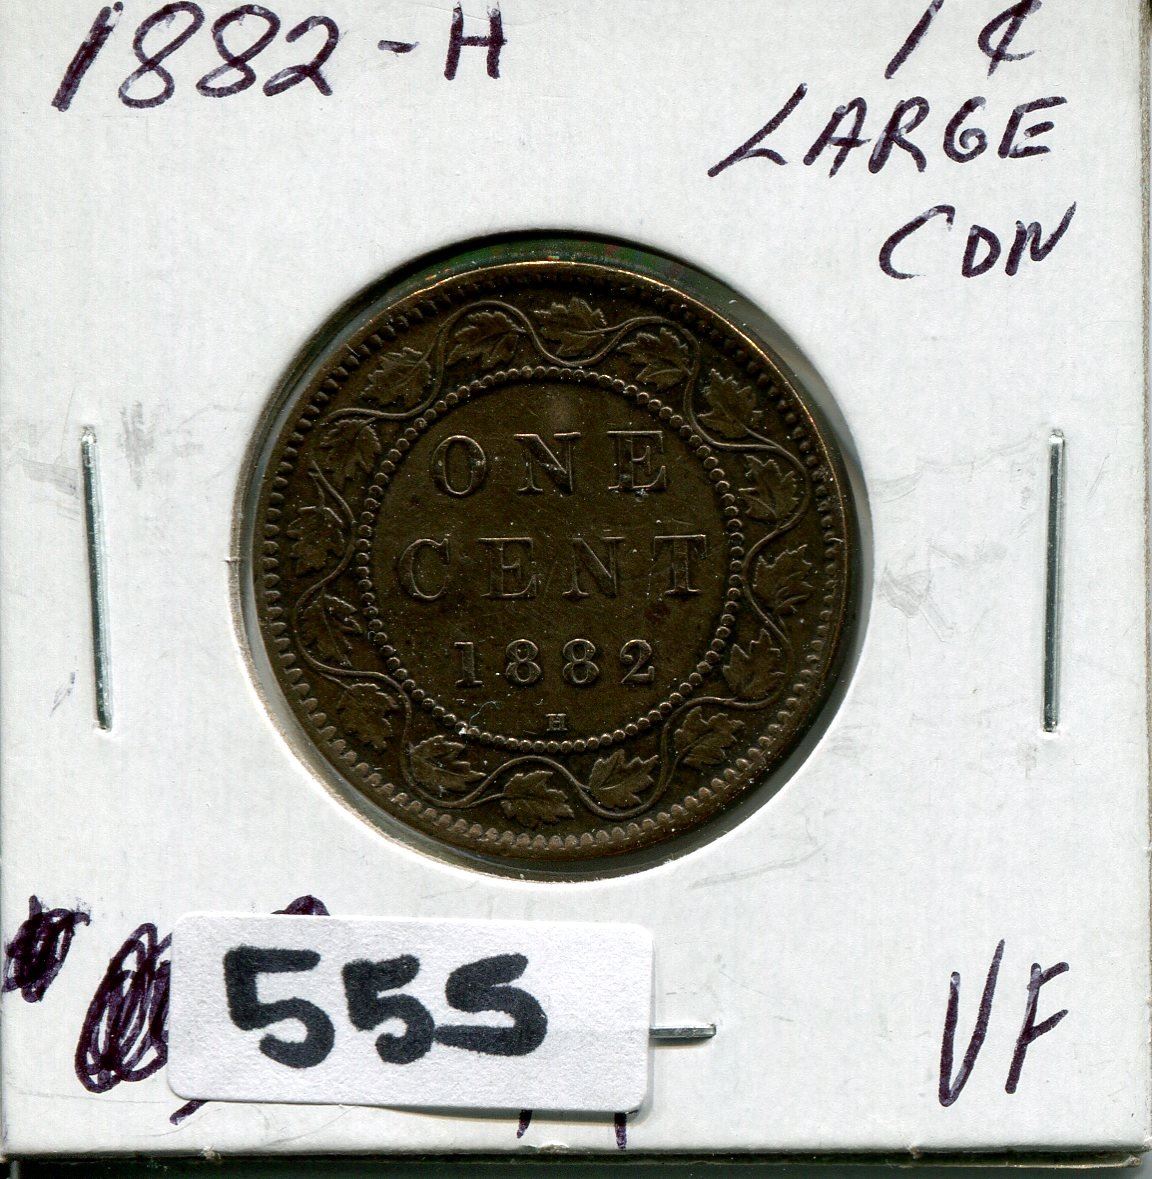 1882-H 1¢
LARGE
CDN
ONE
CENT
1882
H
555
VF